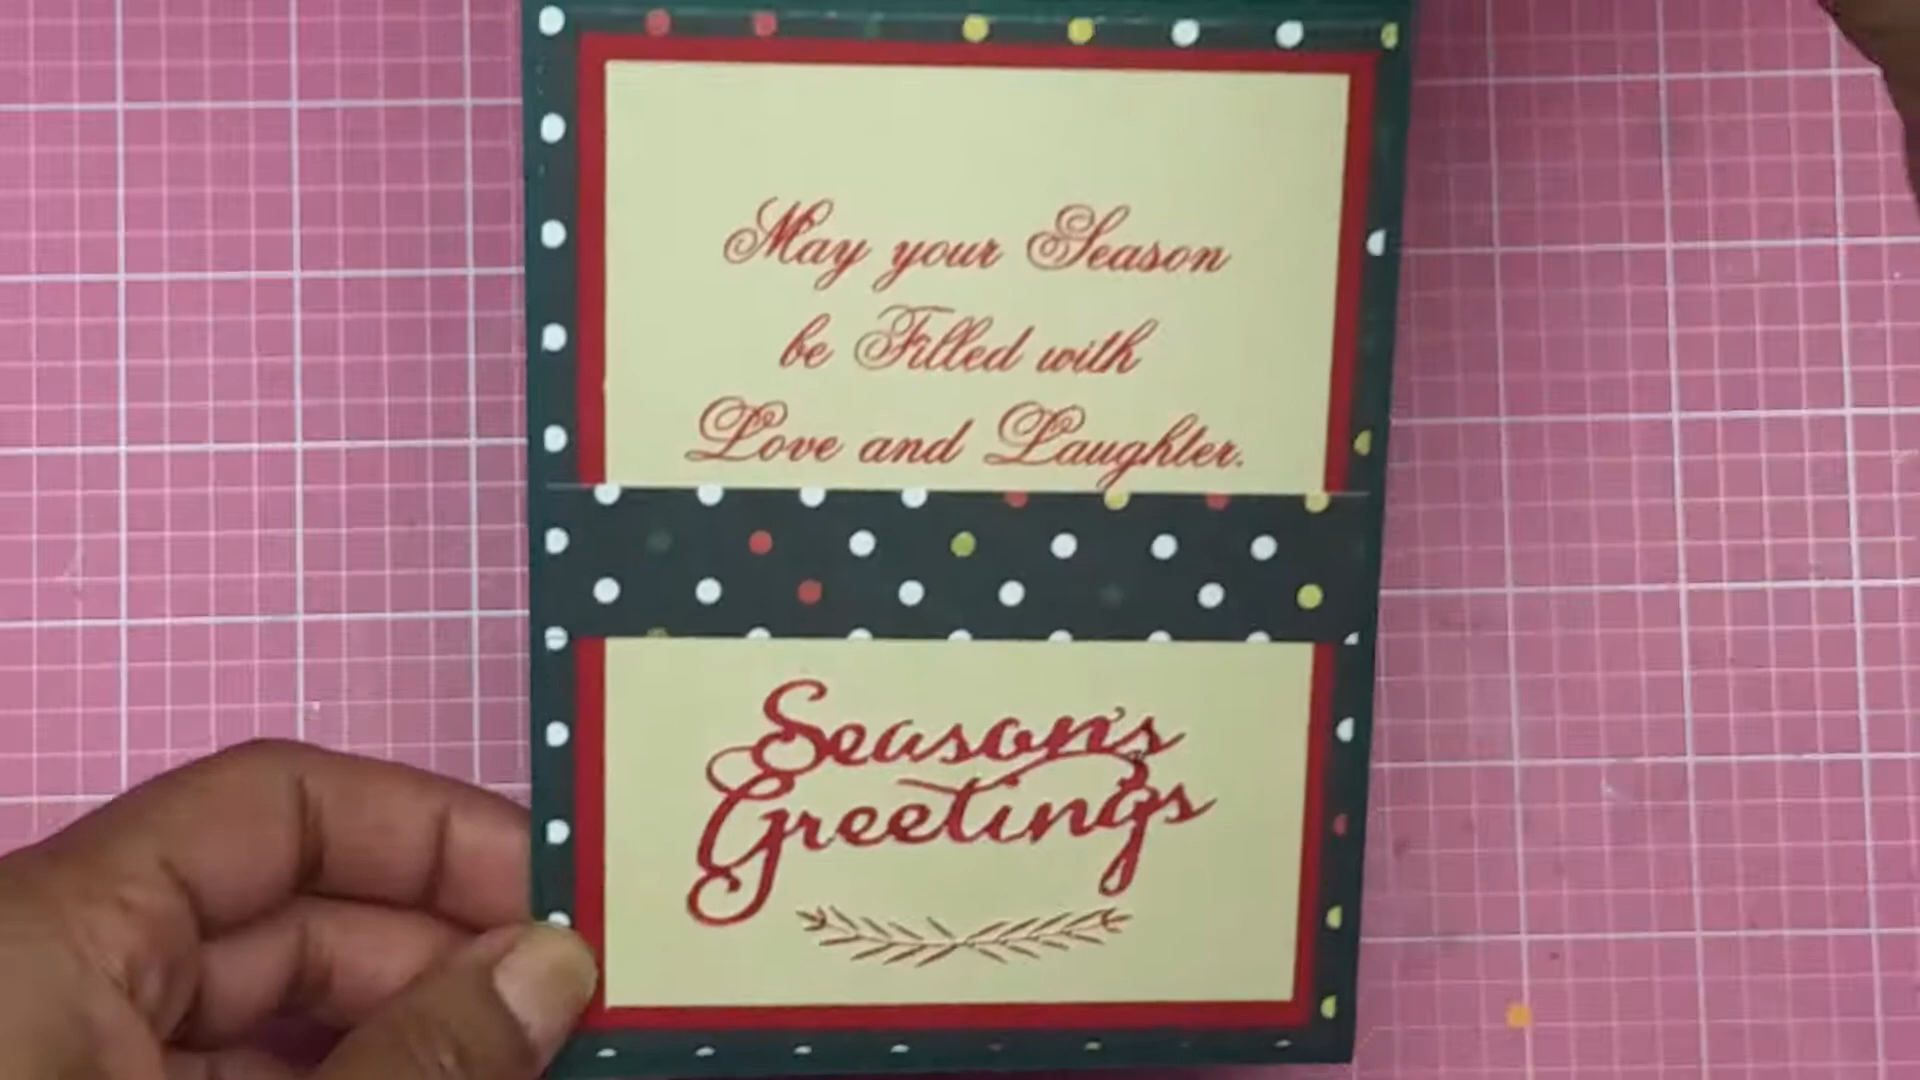 May your Season
be Filled with
Love and Laughter.
Season's
Greetings